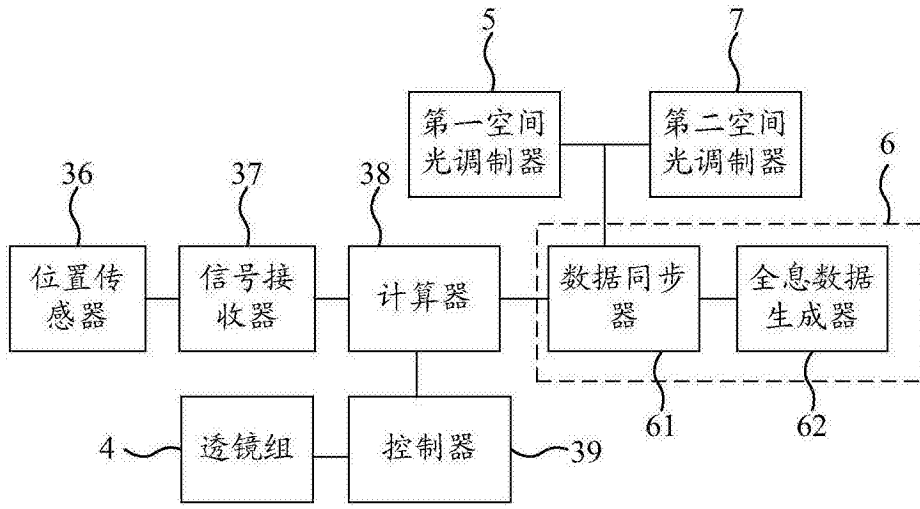 5
7
第一空间
光调制器
第二空间
光调制器
6
36
37
38
位置传
感器
信号接
收器
计算器
数据同步
器
全息数据
生成器
61
62
4
透镜组
控制器
39